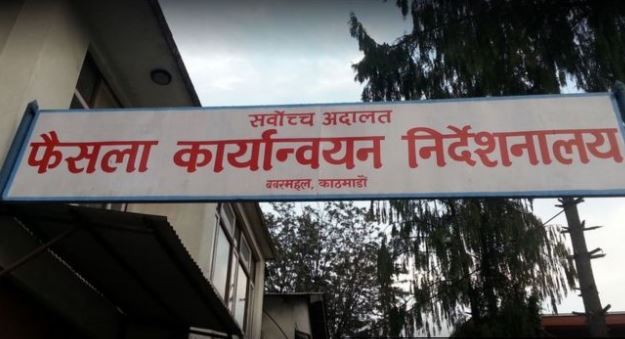 सर्वोच्च अदालत
फैसला कार्यान्वयन निर्देशनालय
बबरमहल, काठमाडौं